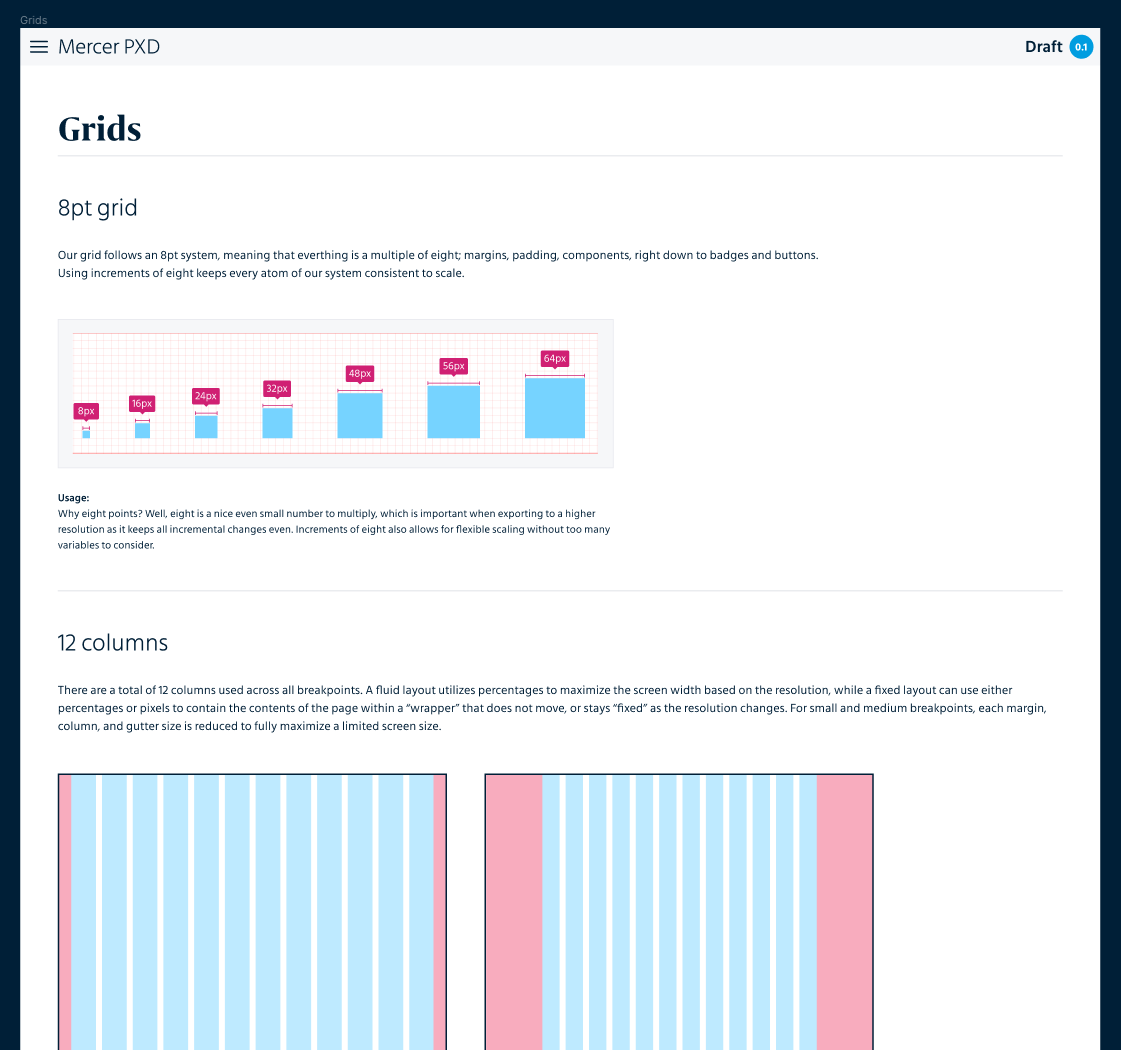 Grids
Mercer PXD
Draft 0.1
Grids
8pt grid
Our grid follows an 8pt system, meaning that everthing is a multiple of eight; margins, padding, components, right down to badges and buttons.
Using increments of eight keeps every atom of our system consistent to scale.
8px
16px
24px
32px
48px
56px
64px
Usage:
Why eight points? Well, eight is a nice even small number to multiply, which is important when exporting to a higher
resolution as it keeps all incremental changes even. Increments of eight also allows for flexible scaling without too many
variables to consider.
12 columns
There are a total of 12 columns used across all breakpoints. A fluid layout utilizes percentages to maximize the screen width based on the resolution, while a fixed layout can use either
percentages or pixels to contain the contents of the page within a “wrapper” that does not move, or stays “fixed” as the resolution changes. For small and medium breakpoints, each margin,
column, and gutter size is reduced to fully maximize a limited screen size.